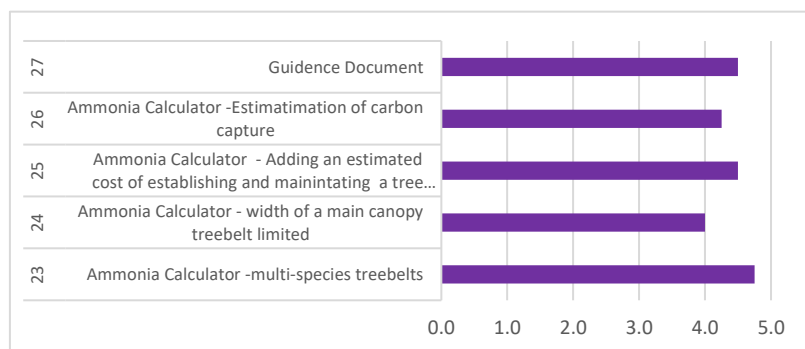 27
Guidence Document
26
Ammonia Calculator -Estimatimation of carbon
capture
25
Ammonia Calculator  - Adding an estimated
cost of establishing and mainintating  a tree…
24
Ammonia Calculator - width of a main canopy
treebelt limited
23
Ammonia Calculator -multi-species treebelts
0.0 1.0 2.0 3.0 4.0 5.0